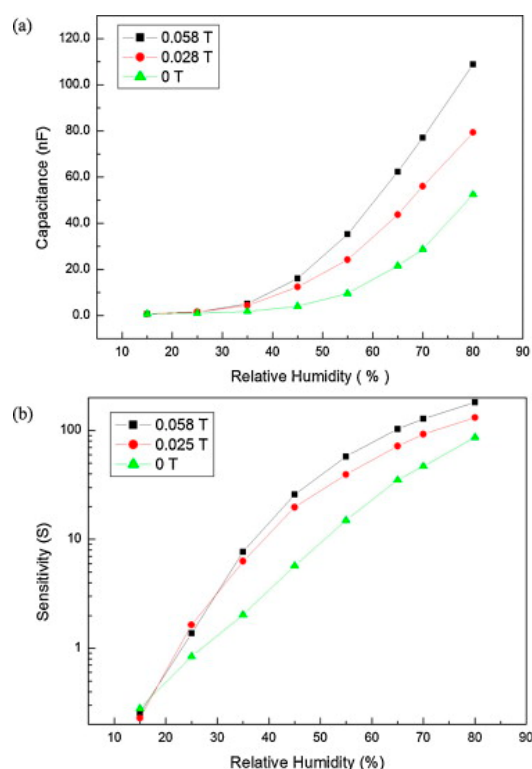 (a)
0.058 T
0.028 T
0 T
120.0
100.0
80.0
60.0
40.0
20.0
0.0
Capacitance (nF)
10 20 30 40 50 60 70 80 90
Relative Humidity ( % )
(b)
0.058 T
0.025 T
0 T
100
10
1
Sensitivity (S)
10 20 30 40 50 60 70 80 90
Relative Humidity (%)